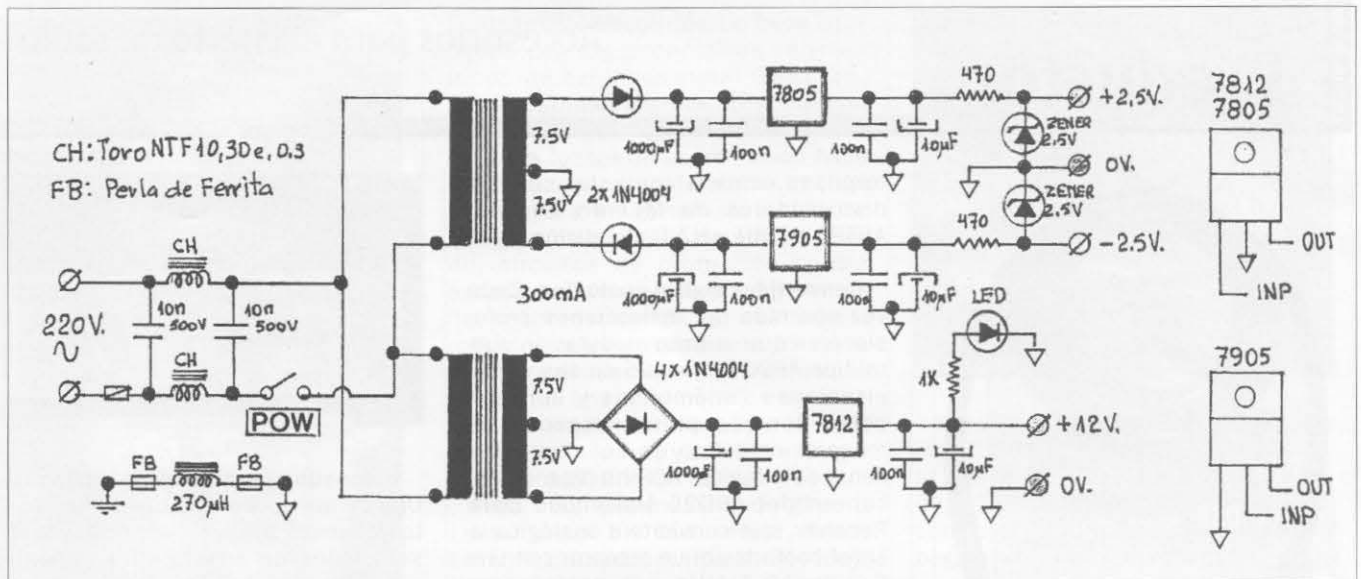 CH: Toro NTF10,30e, 0.3
FB: Perla de Ferrita
CH
10n
500V
10n
500V
220V.
CH
POW
FB
FB
270µH
7.5V
7.5V
2x1N4004
1000µF
100n
7805
100n
10µF
470
+2,5V.
ZENER
2,5V
0V.
ZENER
2,5V
-2.5V.
300mA
1000µF
100n
7905
100n
10µF
470
7.5V
7.5V
4x1N4004
1000µF
100n
7812
100n
10µF
1K
LED
+12V.
0V.
7812
7805
OUT
INP
7905
OUT
INP